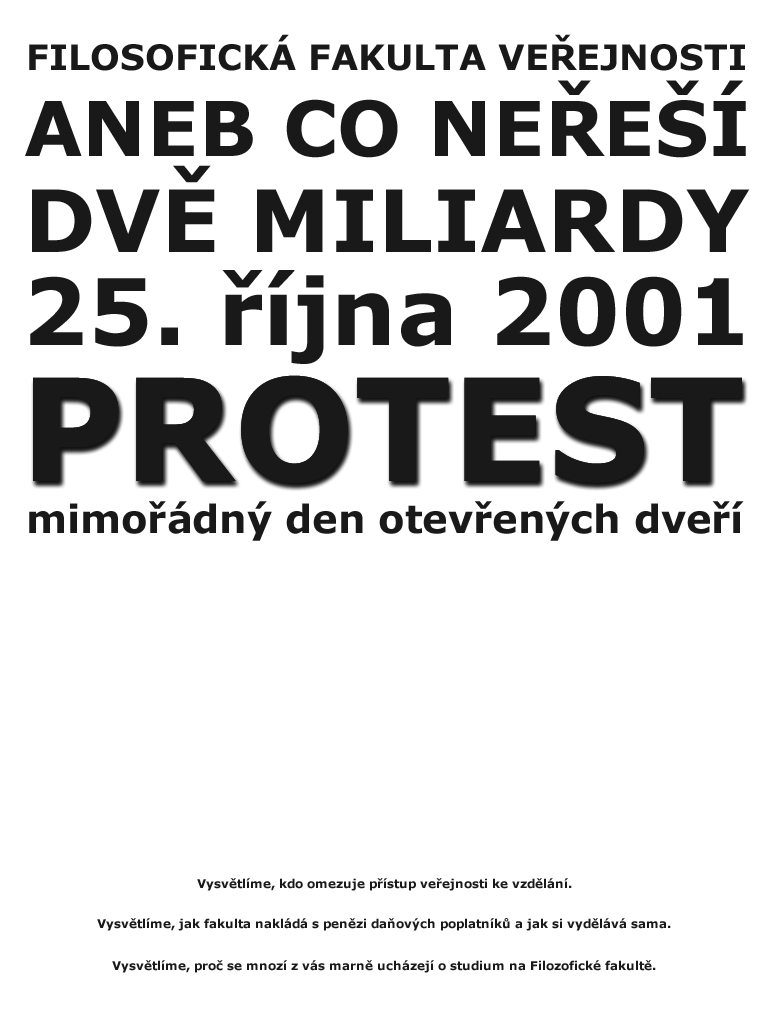 FILOSOFICKÁ FAKULTA VEŘEJNOSTI
ANEB CO NEŘEŠÍ
DVĚ MILIARDY
25. října 2001
PROTEST
mimořádný den otevřených dveří
Vysvětlíme, kdo omezuje přístup veřejnosti ke vzdělání.
Vysvětlíme, jak fakulta nakládá s penězi daňových poplatníků a jak si vydělává sama.
Vysvětlíme, proč se mnozí z vás marně ucházejí o studium na Filozofické fakultě.